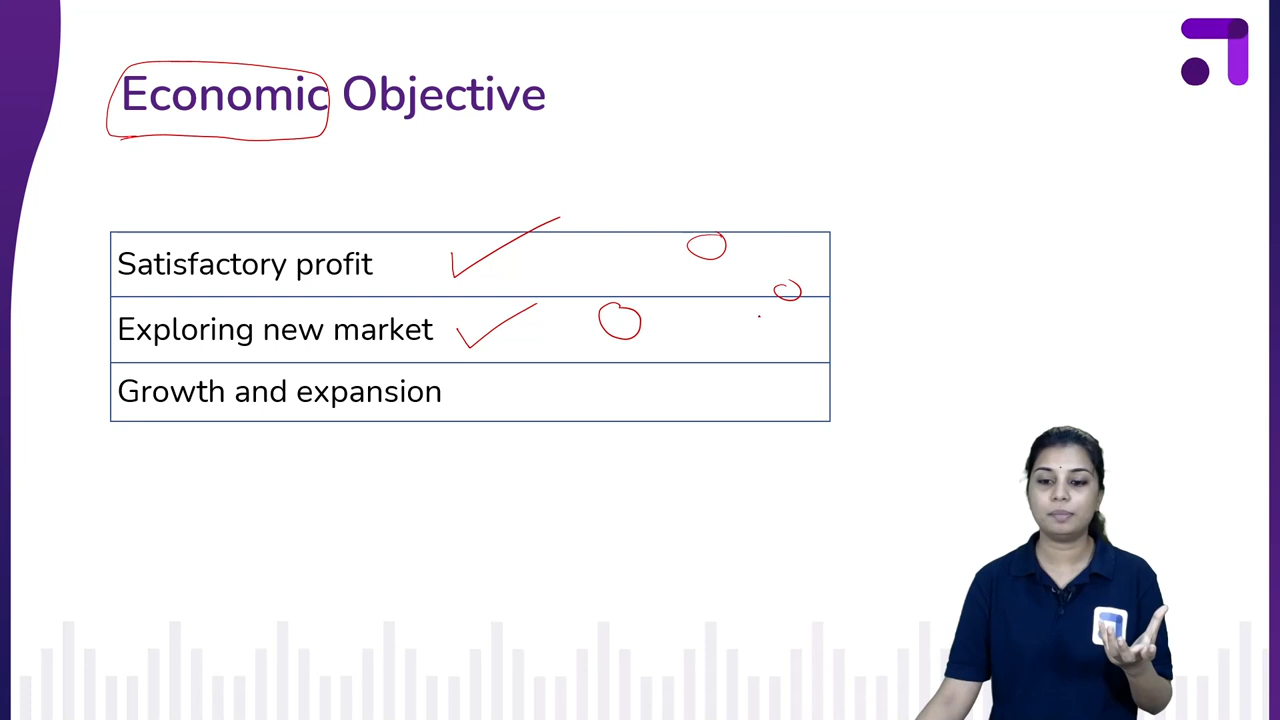 Economic Objective
Satisfactory profit
Exploring new market
Growth and expansion